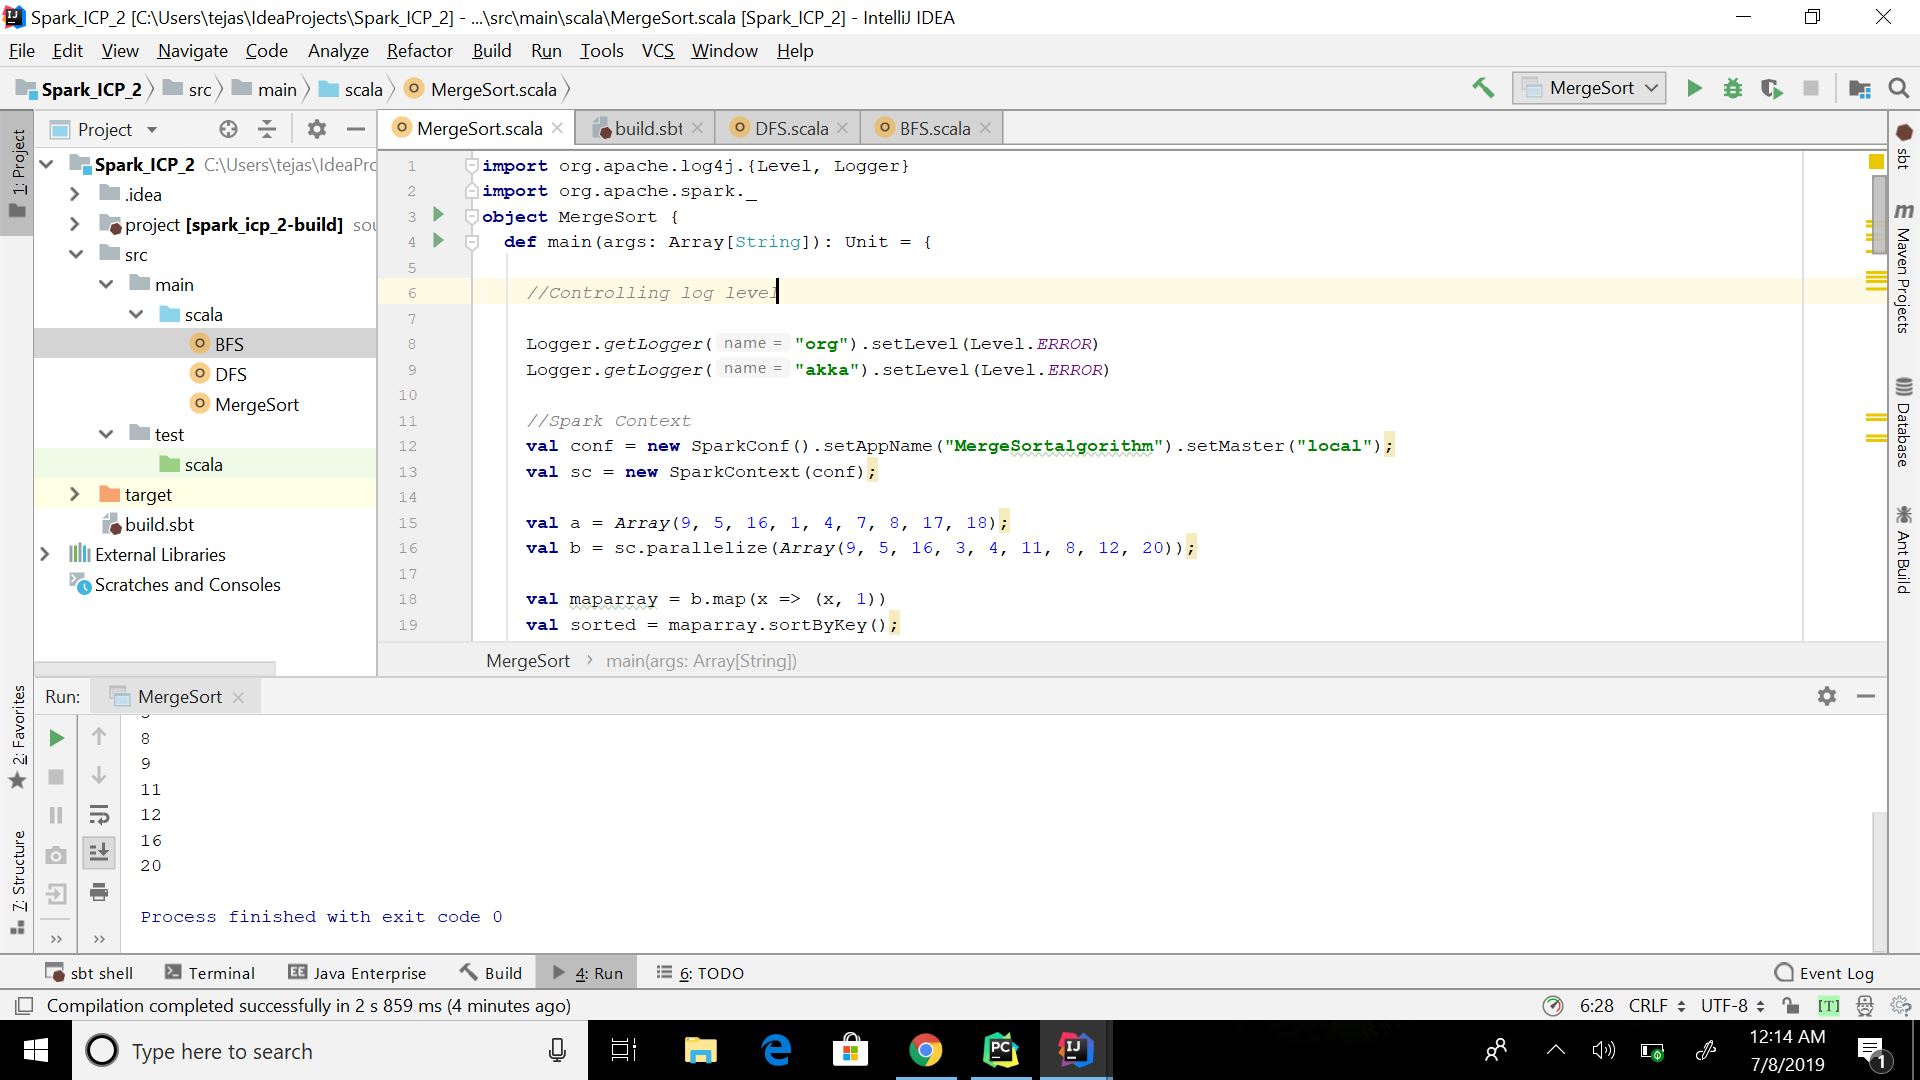 Spark_ICP_2 [C:\Users\tejas\IdeaProjects\Spark_ICP_2] - ...\src\main\scala\MergeSort.scala [Spark_ICP_2] - IntelliJ IDEA
File Edit View Navigate Code Analyze Refactor Build Run Tools VCS Window Help
Spark_ICP_2 src main scala MergeSort.scala
MergeSort
1: Project
Project
Spark_ICP_2 C:\Users\tejas\IdeaPro
.idea
project [spark_icp_2-build] sou
src
main
scala
BFS
DFS
MergeSort
test
scala
target
build.sbt
External Libraries
Scratches and Consoles
MergeSort.scala build.sbt DFS.scala BFS.scala
1 import org.apache.log4j.{Level, Logger}
2 import org.apache.spark._
3 object MergeSort {
4 def main(args: Array[String]): Unit = {
5
6 //Controlling log level
7
8 Logger.getLogger( name = "org").setLevel(Level.ERROR)
9 Logger.getLogger( name = "akka").setLevel(Level.ERROR)
10
11 //Spark Context
12 val conf = new SparkConf().setAppName("MergeSortalgorithm").setMaster("local");
13 val sc = new SparkContext(conf);
14
15 val a = Array(9, 5, 16, 1, 4, 7, 8, 17, 18);
16 val b = sc.parallelize(Array(9, 5, 16, 3, 4, 11, 8, 12, 20));
17
18 val maparray = b.map(x => (x, 1))
19 val sorted = maparray.sortByKey();
MergeSort main(args: Array[String])
sbt
m
Maven Projects
Database
Ant Build
2: Favorites
7: Structure
Run: MergeSort
8
9
11
12
16
20
Process finished with exit code 0
sbt shell Terminal Java Enterprise Build 4: Run 6: TODO Event Log
Compilation completed successfully in 2 s 859 ms (4 minutes ago)
6:28 CRLF UTF-8 [T]
Type here to search
PC
IJ
12:14 AM
7/8/2019
1